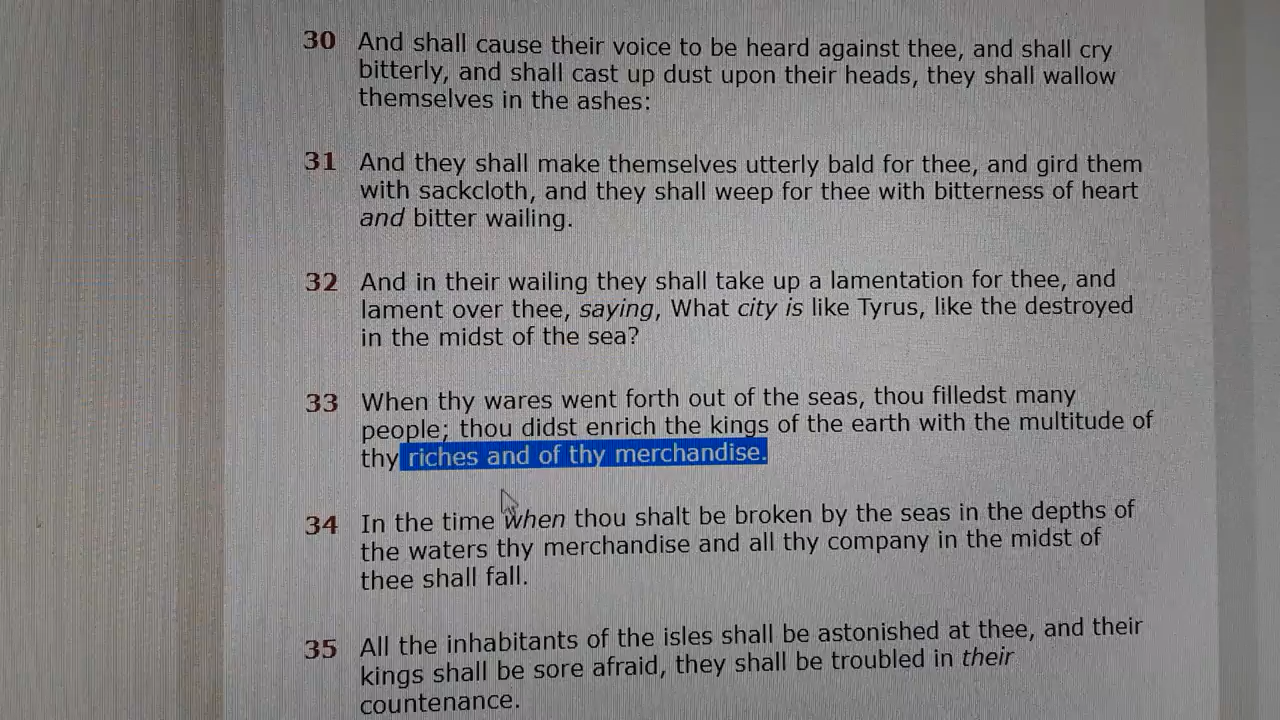 30 And shall cause their voice to be heard against thee, and shall cry
bitterly, and shall cast up dust upon their heads, they shall wallow
themselves in the ashes:
31 And they shall make themselves utterly bald for thee, and gird them
with sackcloth, and they shall weep for thee with bitterness of heart
and bitter wailing.
32 And in their wailing they shall take up a lamentation for thee, and
lament over thee, saying, What city is like Tyrus, like the destroyed
in the midst of the sea?
33 When thy wares went forth out of the seas, thou filledst many
people; thou didst enrich the kings of the earth with the multitude of
thy riches and of thy merchandise.
34 In the time when thou shalt be broken by the seas in the depths of
the waters thy merchandise and all thy company in the midst of
thee shall fall.
35 All the inhabitants of the isles shall be astonished at thee, and their
kings shall be sore afraid, they shall be troubled in their
countenance.